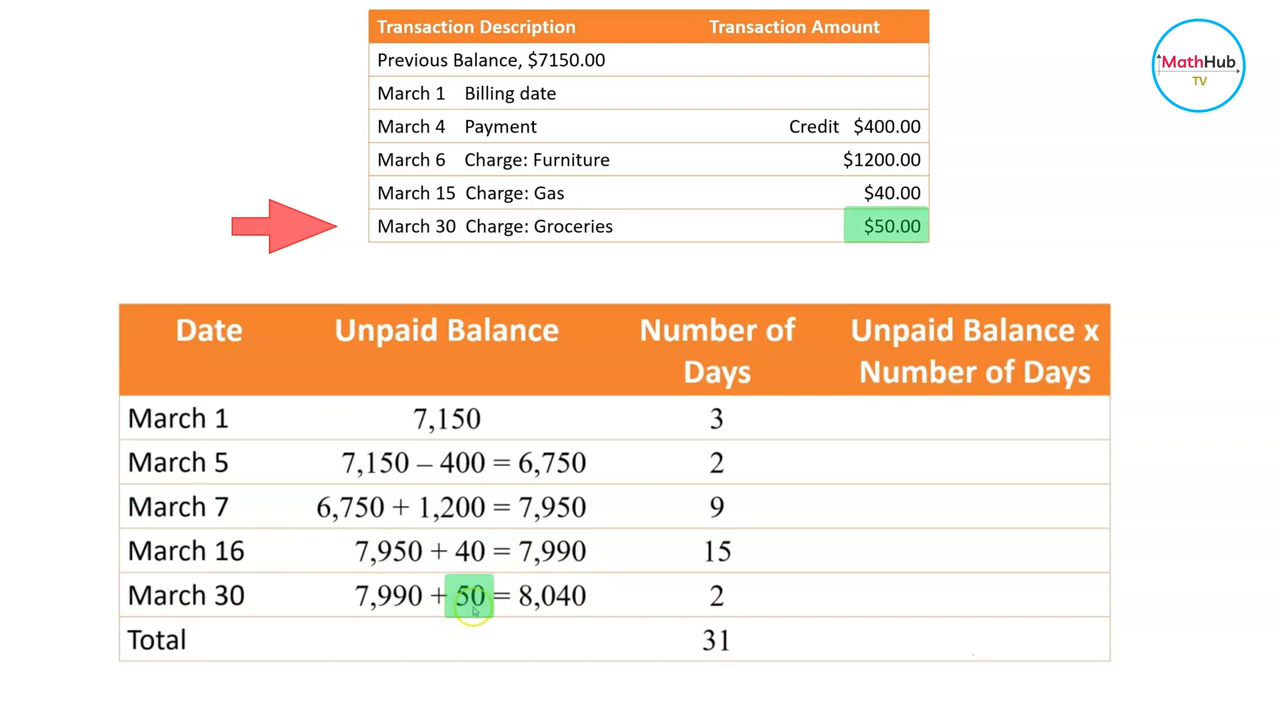 Transaction Description Transaction Amount
Previous Balance, $7150.00
March 1 Billing date
March 4 Payment Credit $400.00
March 6 Charge: Furniture $1200.00
March 15 Charge: Gas $40.00
March 30 Charge: Groceries $50.00
MathHub
TV
Date Unpaid Balance Number of Days Unpaid Balance x Number of Days
March 1 7,150 3
March 5 7,150 – 400 = 6,750 2
March 7 6,750 + 1,200 = 7,950 9
March 16 7,950 + 40 = 7,990 15
March 30 7,990 + 50 = 8,040 2
Total 31